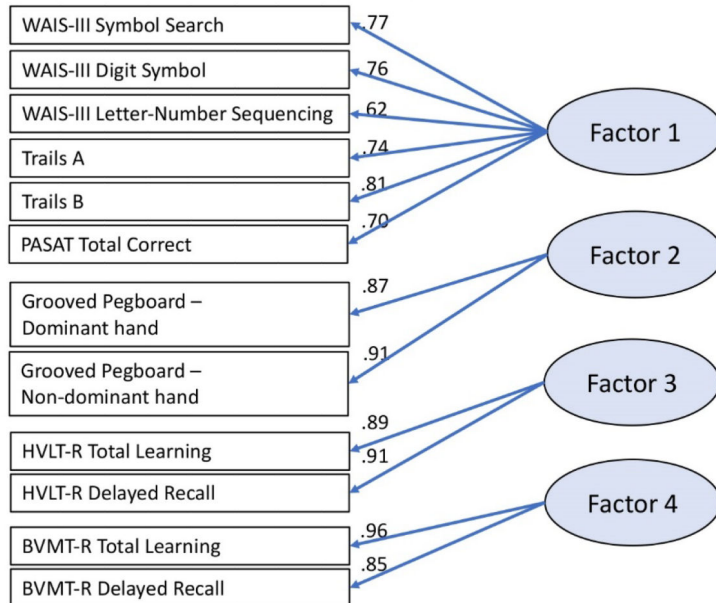 WAIS-III Symbol Search
.77
WAIS-III Digit Symbol
.76
WAIS-III Letter-Number Sequencing
.62
Trails A
.74
Trails B
.81
PASAT Total Correct
.70
Factor 1
Grooved Pegboard –
Dominant hand
.87
Grooved Pegboard –
Non-dominant hand
.91
Factor 2
HVLT-R Total Learning
.89
HVLT-R Delayed Recall
.91
Factor 3
BVMT-R Total Learning
.96
BVMT-R Delayed Recall
.85
Factor 4